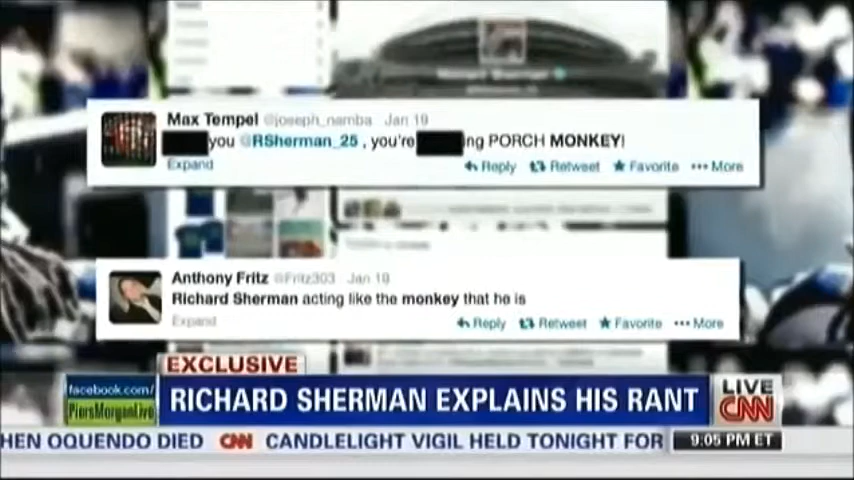 Max Tempel @joseph_namba Jan 19
you @RSherman_25 , you're ng PORCH MONKEY!
Expand
Reply Retweet Favorite More
Anthony Fritz @Fritz303 Jan 19
Richard Sherman acting like the monkey that he is
Expand
Reply Retweet Favorite More
EXCLUSIVE
facebook.com/
PiersMorganLive
RICHARD SHERMAN EXPLAINS HIS RANT
LIVE
CNN
HEN OQUENDO DIED CNN CANDLELIGHT VIGIL HELD TONIGHT FOR
9:05 PM ET